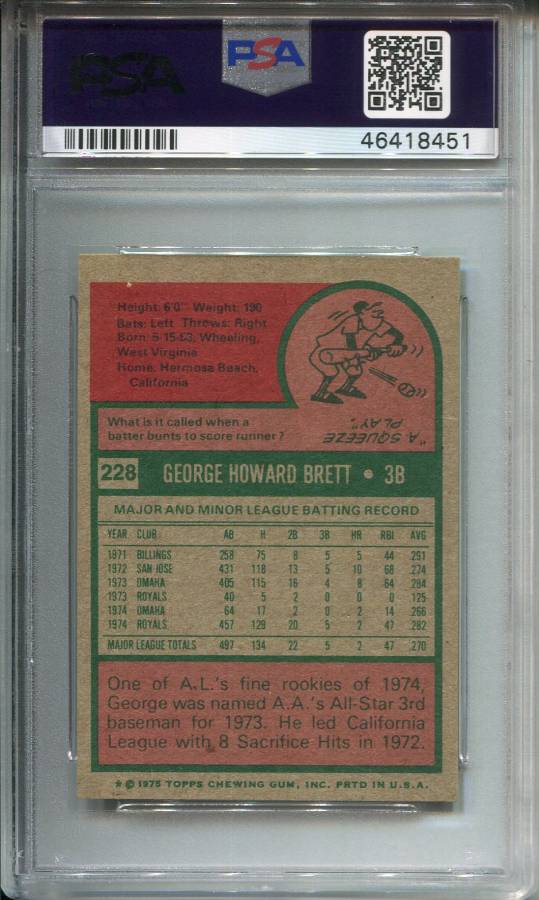 PSA
PSA
46418451
Height: 6'0" Weight: 190
Bats: Left Throws: Right
Born: 5-15-53, Wheeling,
West Virginia
Home: Hermosa Beach,
California
What is it called when a
batter bunts to score runner?
"A SQUEEZE
PLAY".
228 GEORGE HOWARD BRETT • 3B
MAJOR AND MINOR LEAGUE BATTING RECORD
YEAR CLUB AB H 2B 3B HR RBI AVG
1971 BILLINGS 258 75 8 5 5 44 291
1972 SAN JOSE 431 118 13 5 10 68 274
1973 OMAHA 405 115 16 4 8 64 284
1973 ROYALS 40 5 2 0 0 0 125
1974 OMAHA 64 17 2 0 2 14 266
1974 ROYALS 457 129 20 5 2 47 282
MAJOR LEAGUE TOTALS 497 134 22 5 2 47 270
One of A.L.'s fine rookies of 1974,
George was named A.A.'s All-Star 3rd
baseman for 1973. He led California
League with 8 Sacrifice Hits in 1972.
* © 1975 TOPPS CHEWING GUM, INC. PRTD IN U.S.A.